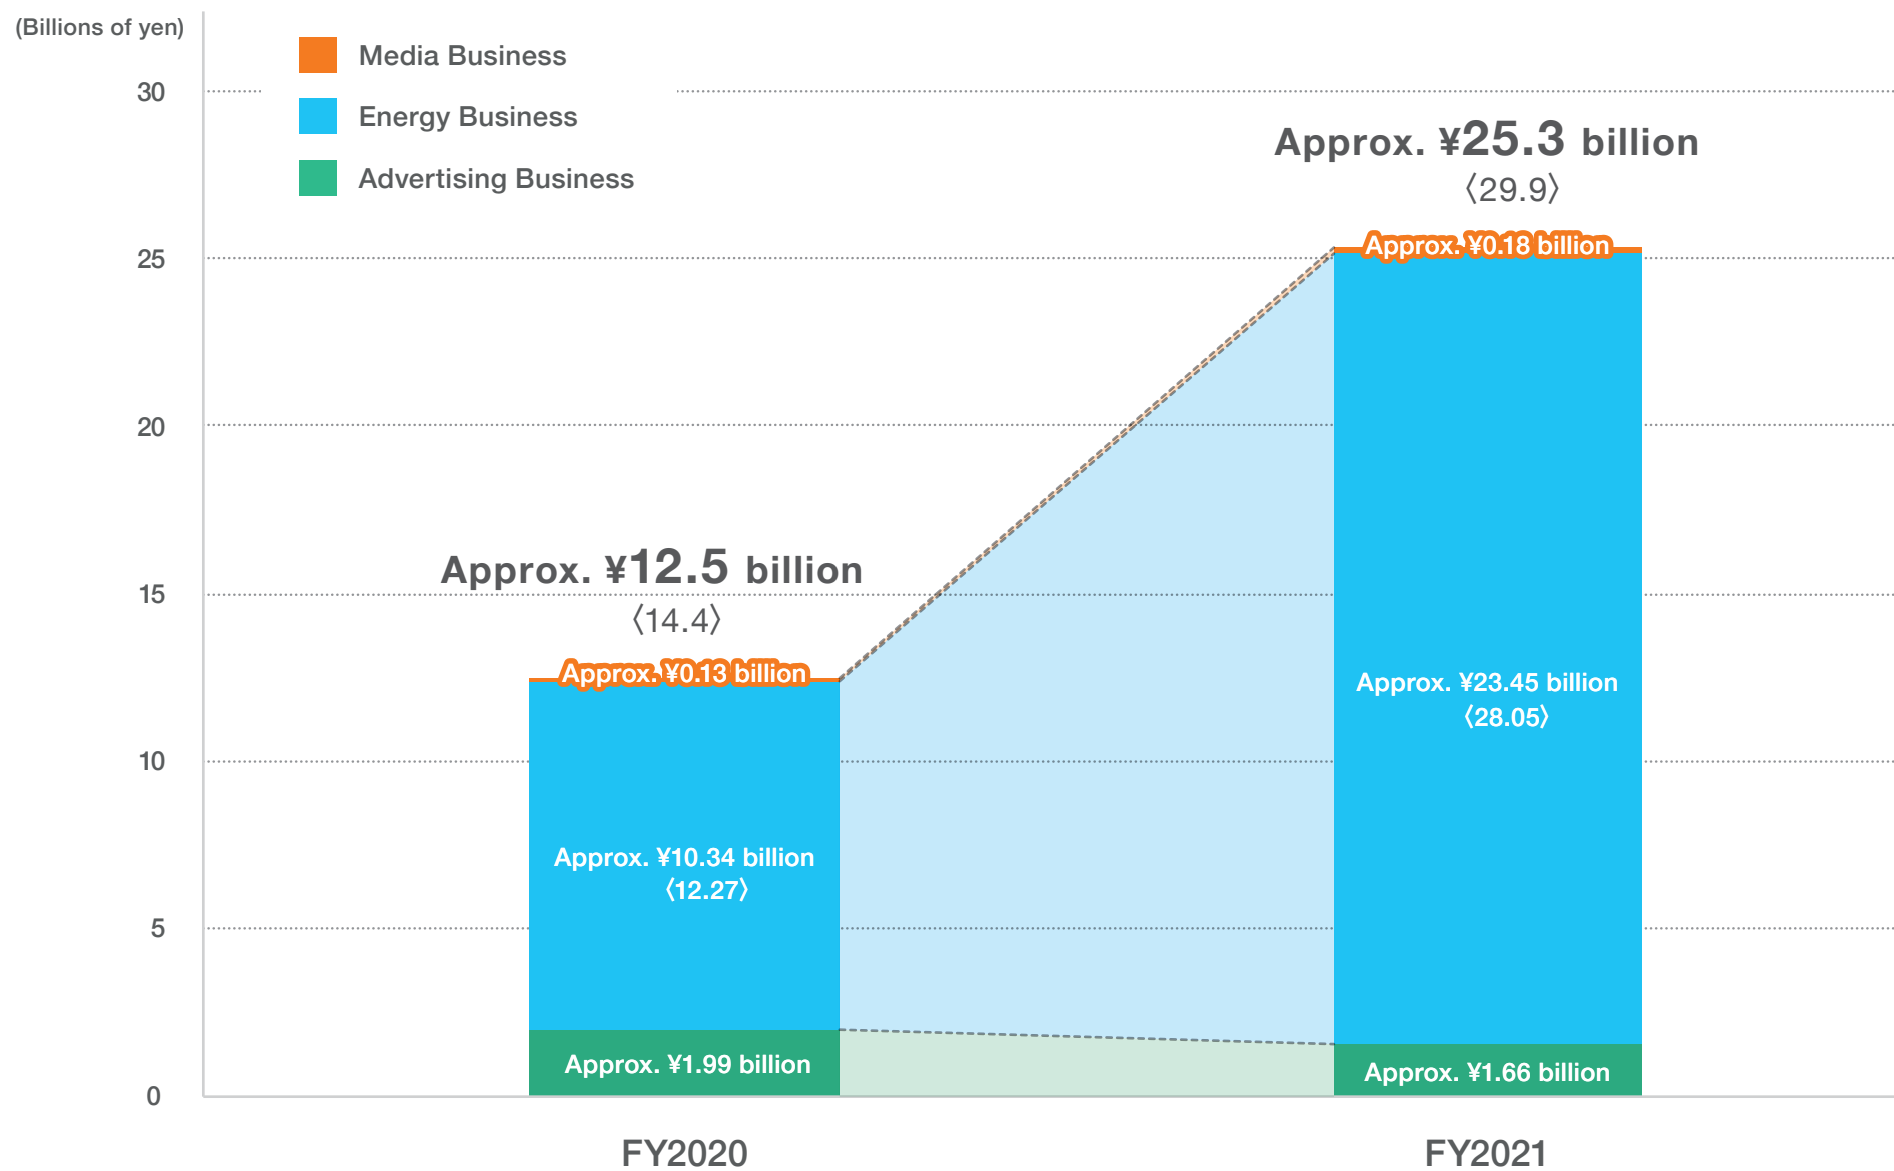 (Billions of yen)
Media Business
Energy Business
Advertising Business
30
25
20
15
10
5
0
Approx. ¥12.5 billion
〈14.4〉
Approx. ¥0.13 billion
Approx. ¥10.34 billion
〈12.27〉
Approx. ¥1.99 billion
Approx. ¥25.3 billion
〈29.9〉
Approx. ¥0.18 billion
Approx. ¥23.45 billion
〈28.05〉
Approx. ¥1.66 billion
FY2020
FY2021